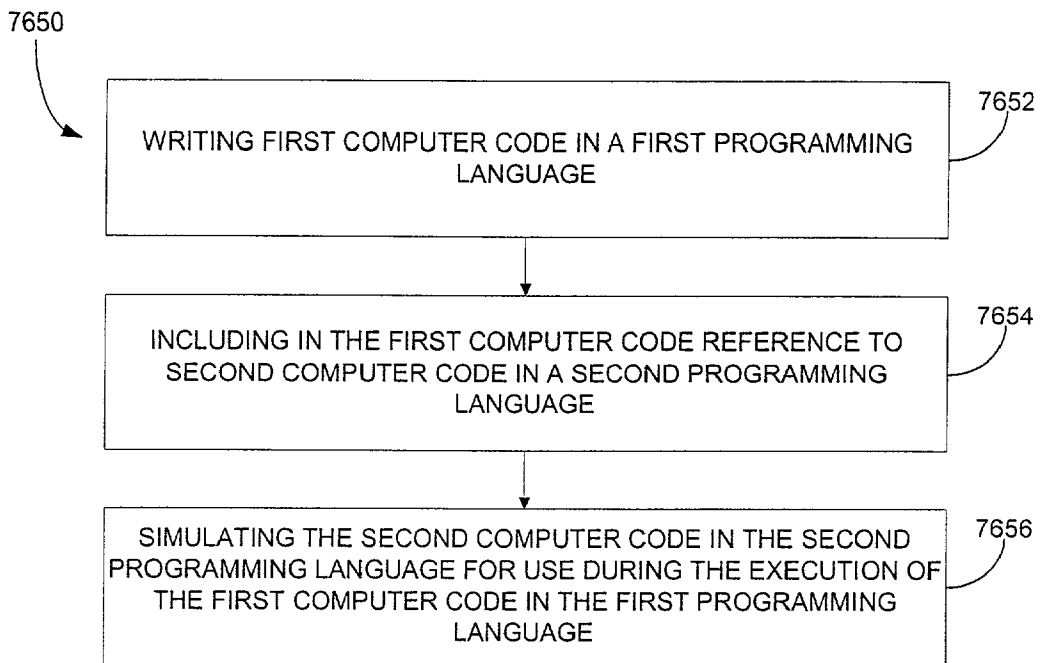 7650
7652
WRITING FIRST COMPUTER CODE IN A FIRST PROGRAMMING
LANGUAGE
7654
INCLUDING IN THE FIRST COMPUTER CODE REFERENCE TO
SECOND COMPUTER CODE IN A SECOND PROGRAMMING
LANGUAGE
7656
SIMULATING THE SECOND COMPUTER CODE IN THE SECOND
PROGRAMMING LANGUAGE FOR USE DURING THE EXECUTION OF
THE FIRST COMPUTER CODE IN THE FIRST PROGRAMMING
LANGUAGE